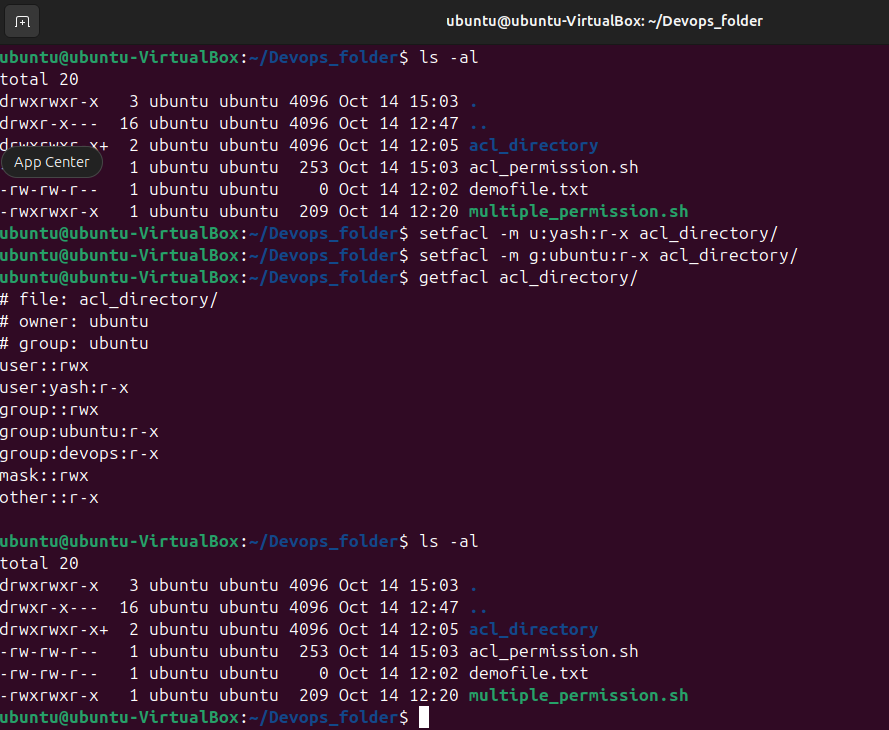 ubuntu@ubuntu-VirtualBox: ~/Devops_folder
ubuntu@ubuntu-VirtualBox:~/Devops_folder$ ls -al
total 20
drwxrwxr-x   3 ubuntu ubuntu 4096 Oct 14 15:03 .
drwxr-x---  16 ubuntu ubuntu 4096 Oct 14 12:47 ..
drwxrwxr-x+  2 ubuntu ubuntu 4096 Oct 14 12:05 acl_directory
App Center   1 ubuntu ubuntu  253 Oct 14 15:03 acl_permission.sh
-rw-rw-r--   1 ubuntu ubuntu    0 Oct 14 12:02 demofile.txt
-rwxrwxr-x   1 ubuntu ubuntu  209 Oct 14 12:20 multiple_permission.sh
ubuntu@ubuntu-VirtualBox:~/Devops_folder$ setfacl -m u:yash:r-x acl_directory/
ubuntu@ubuntu-VirtualBox:~/Devops_folder$ setfacl -m g:ubuntu:r-x acl_directory/
ubuntu@ubuntu-VirtualBox:~/Devops_folder$ getfacl acl_directory/
# file: acl_directory/
# owner: ubuntu
# group: ubuntu
user::rwx
user:yash:r-x
group::rwx
group:ubuntu:r-x
group:devops:r-x
mask::rwx
other::r-x
ubuntu@ubuntu-VirtualBox:~/Devops_folder$ ls -al
total 20
drwxrwxr-x   3 ubuntu ubuntu 4096 Oct 14 15:03 .
drwxr-x---  16 ubuntu ubuntu 4096 Oct 14 12:47 ..
drwxrwxr-x+  2 ubuntu ubuntu 4096 Oct 14 12:05 acl_directory
-rw-rw-r--   1 ubuntu ubuntu  253 Oct 14 15:03 acl_permission.sh
-rw-rw-r--   1 ubuntu ubuntu    0 Oct 14 12:02 demofile.txt
-rwxrwxr-x   1 ubuntu ubuntu  209 Oct 14 12:20 multiple_permission.sh
ubuntu@ubuntu-VirtualBox:~/Devops_folder$